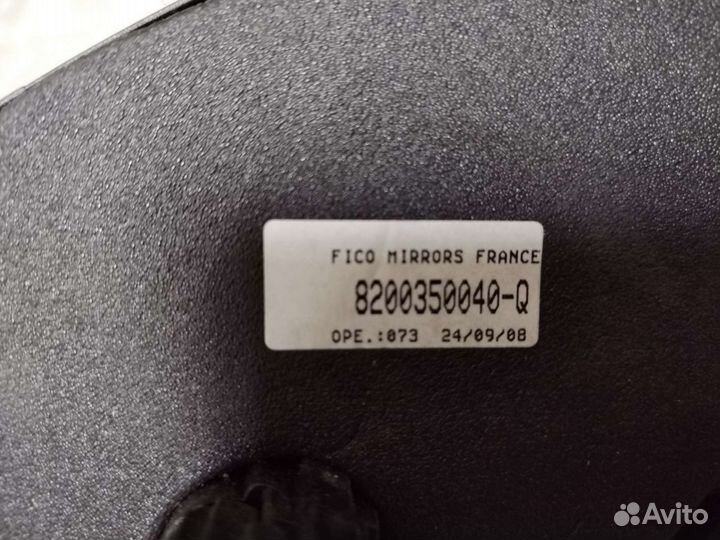 FICO MIRRORS FRANCE
8200350040-Q
OPE.:073 24/09/08
Avito